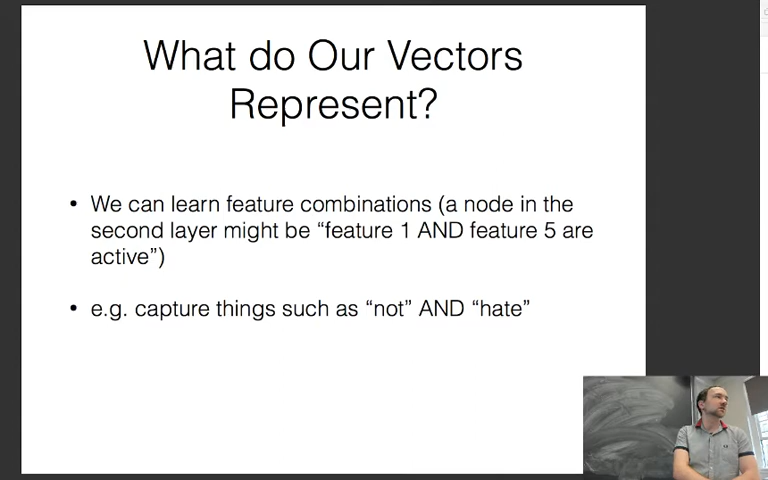 What do Our Vectors
Represent?
• We can learn feature combinations (a node in the
second layer might be “feature 1 AND feature 5 are
active”)
• e.g. capture things such as “not” AND “hate”